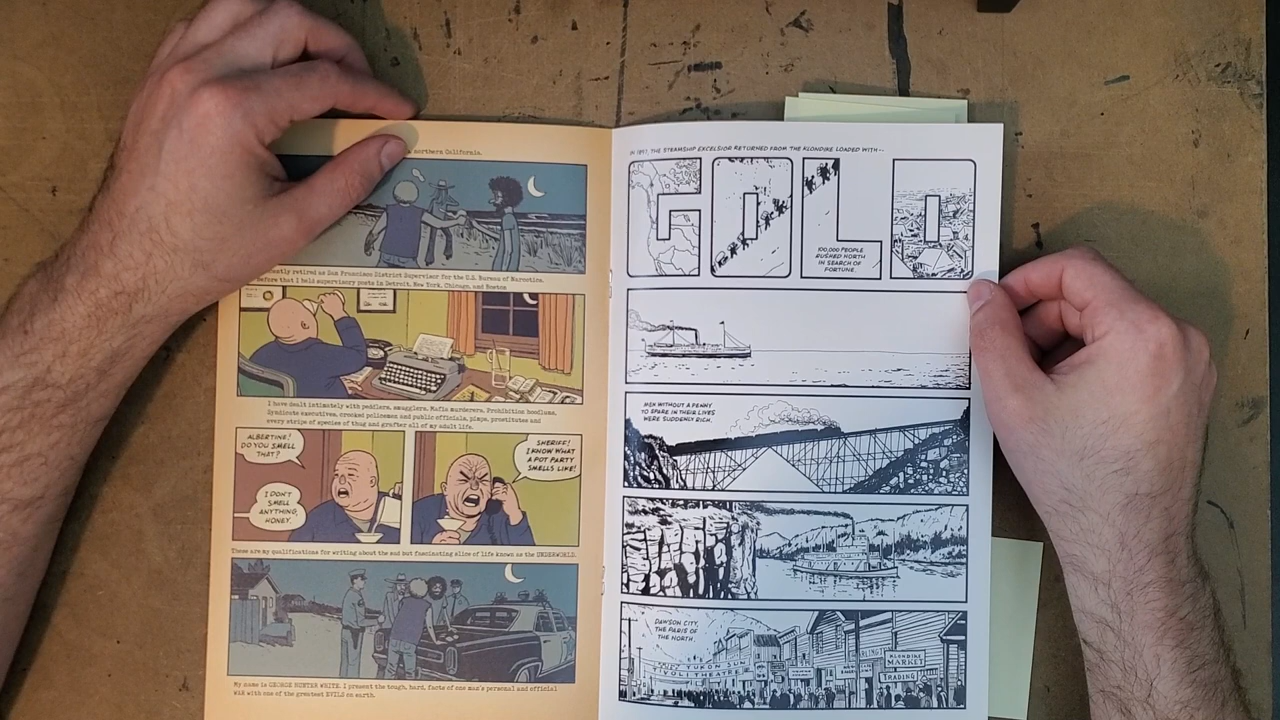 northern California.
retired as San Francisco District Supervisor for the U.S. Bureau of Narcotics.
before that I held supervisory posts in Detroit, New York, Chicago, and Boston
I have dealt intimately with peddlers, smugglers, Mafia murderers, Prohibition hoodlums,
Syndicate executives, crooked policemen and public officials, pimps, prostitutes and
every stripe of species of thug and grafter all of my adult life.
ALBERTINE!
DO YOU SMELL
THAT?
I DON'T
SMELL
ANYTHING,
HONEY.
SHERIFF!
I KNOW WHAT
A POT PARTY
SMELLS LIKE!
These are my qualifications for writing about the sad but fascinating slice of life known as the UNDERWORLD.
My name is GEORGE HUNTER WRITE. I present the tough, hard, facts of one man's personal and official
WAR with one of the greatest EVILS on earth.
IN 1897, THE STEAMSHIP EXCELSIOR RETURNED FROM THE KLONDIKE LOADED WITH--
GOLD
100,000 PEOPLE
RUSHED NORTH
IN SEARCH OF
FORTUNE.
MEN WITHOUT A PENNY
TO SPARE IN THEIR LIVES
WERE SUDDENLY RICH.
DAWSON CITY,
THE PARIS OF
THE NORTH.
YUKON SUN
TIVOLI THEATER
KLONDIKE
MARKET
TRADING